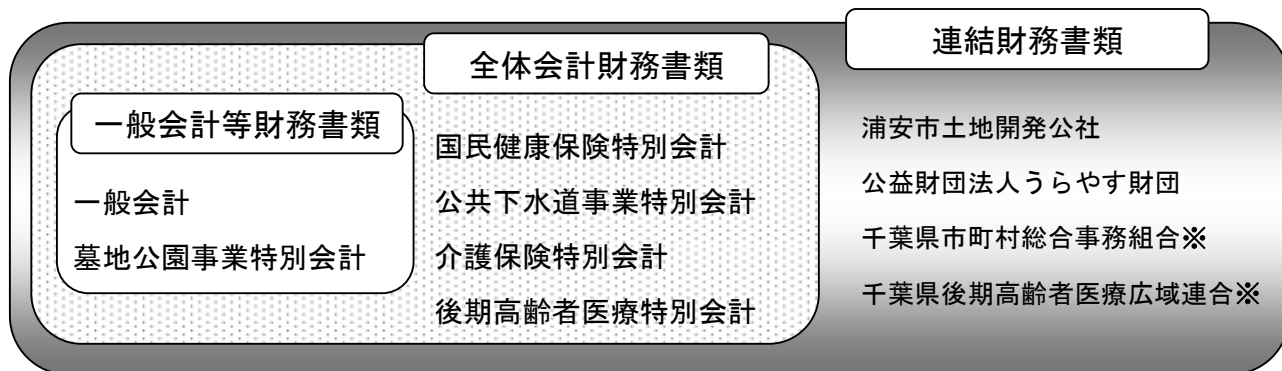 一般会計等財務書類
一般会計
墓地公園事業特別会計
全体会計財務書類
国民健康保険特別会計
公共下水道事業特別会計
介護保険特別会計
後期高齢者医療特別会計
連結財務書類
浦安市土地開発公社
公益財団法人うらやす財団
千葉県市町村総合事務組合※
千葉県後期高齢者医療広域連合※